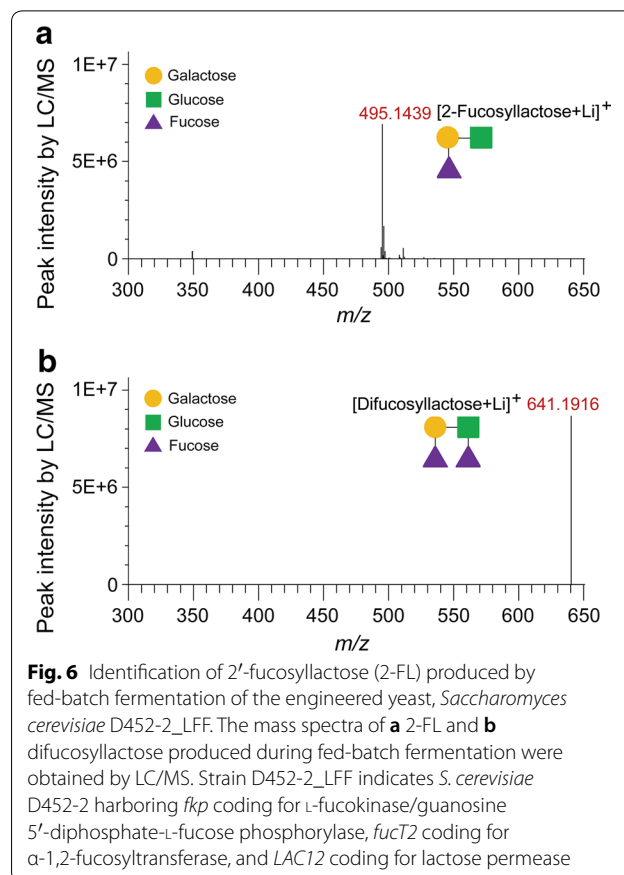 a
Peak intensity by LC/MS
1E+7
5E+6
0
Galactose
Glucose
Fucose
495.1439 [2-Fucosyllactose+Li]+
300 350 400 450 500 550 600 650
m/z
b
Peak intensity by LC/MS
1E+7
5E+6
0
Galactose
Glucose
Fucose
[Difucosyllactose+Li]+ 641.1916
300 350 400 450 500 550 600 650
m/z
Fig. 6 Identification of 2′-fucosyllactose (2-FL) produced by
fed-batch fermentation of the engineered yeast, Saccharomyces
cerevisiae D452-2_LFF. The mass spectra of a 2-FL and b
difucosyllactose produced during fed-batch fermentation were
obtained by LC/MS. Strain D452-2_LFF indicates S. cerevisiae
D452-2 harboring fkp coding for L-fucokinase/guanosine
5′-diphosphate-L-fucose phosphorylase, fucT2 coding for
α-1,2-fucosyltransferase, and LAC12 coding for lactose permease